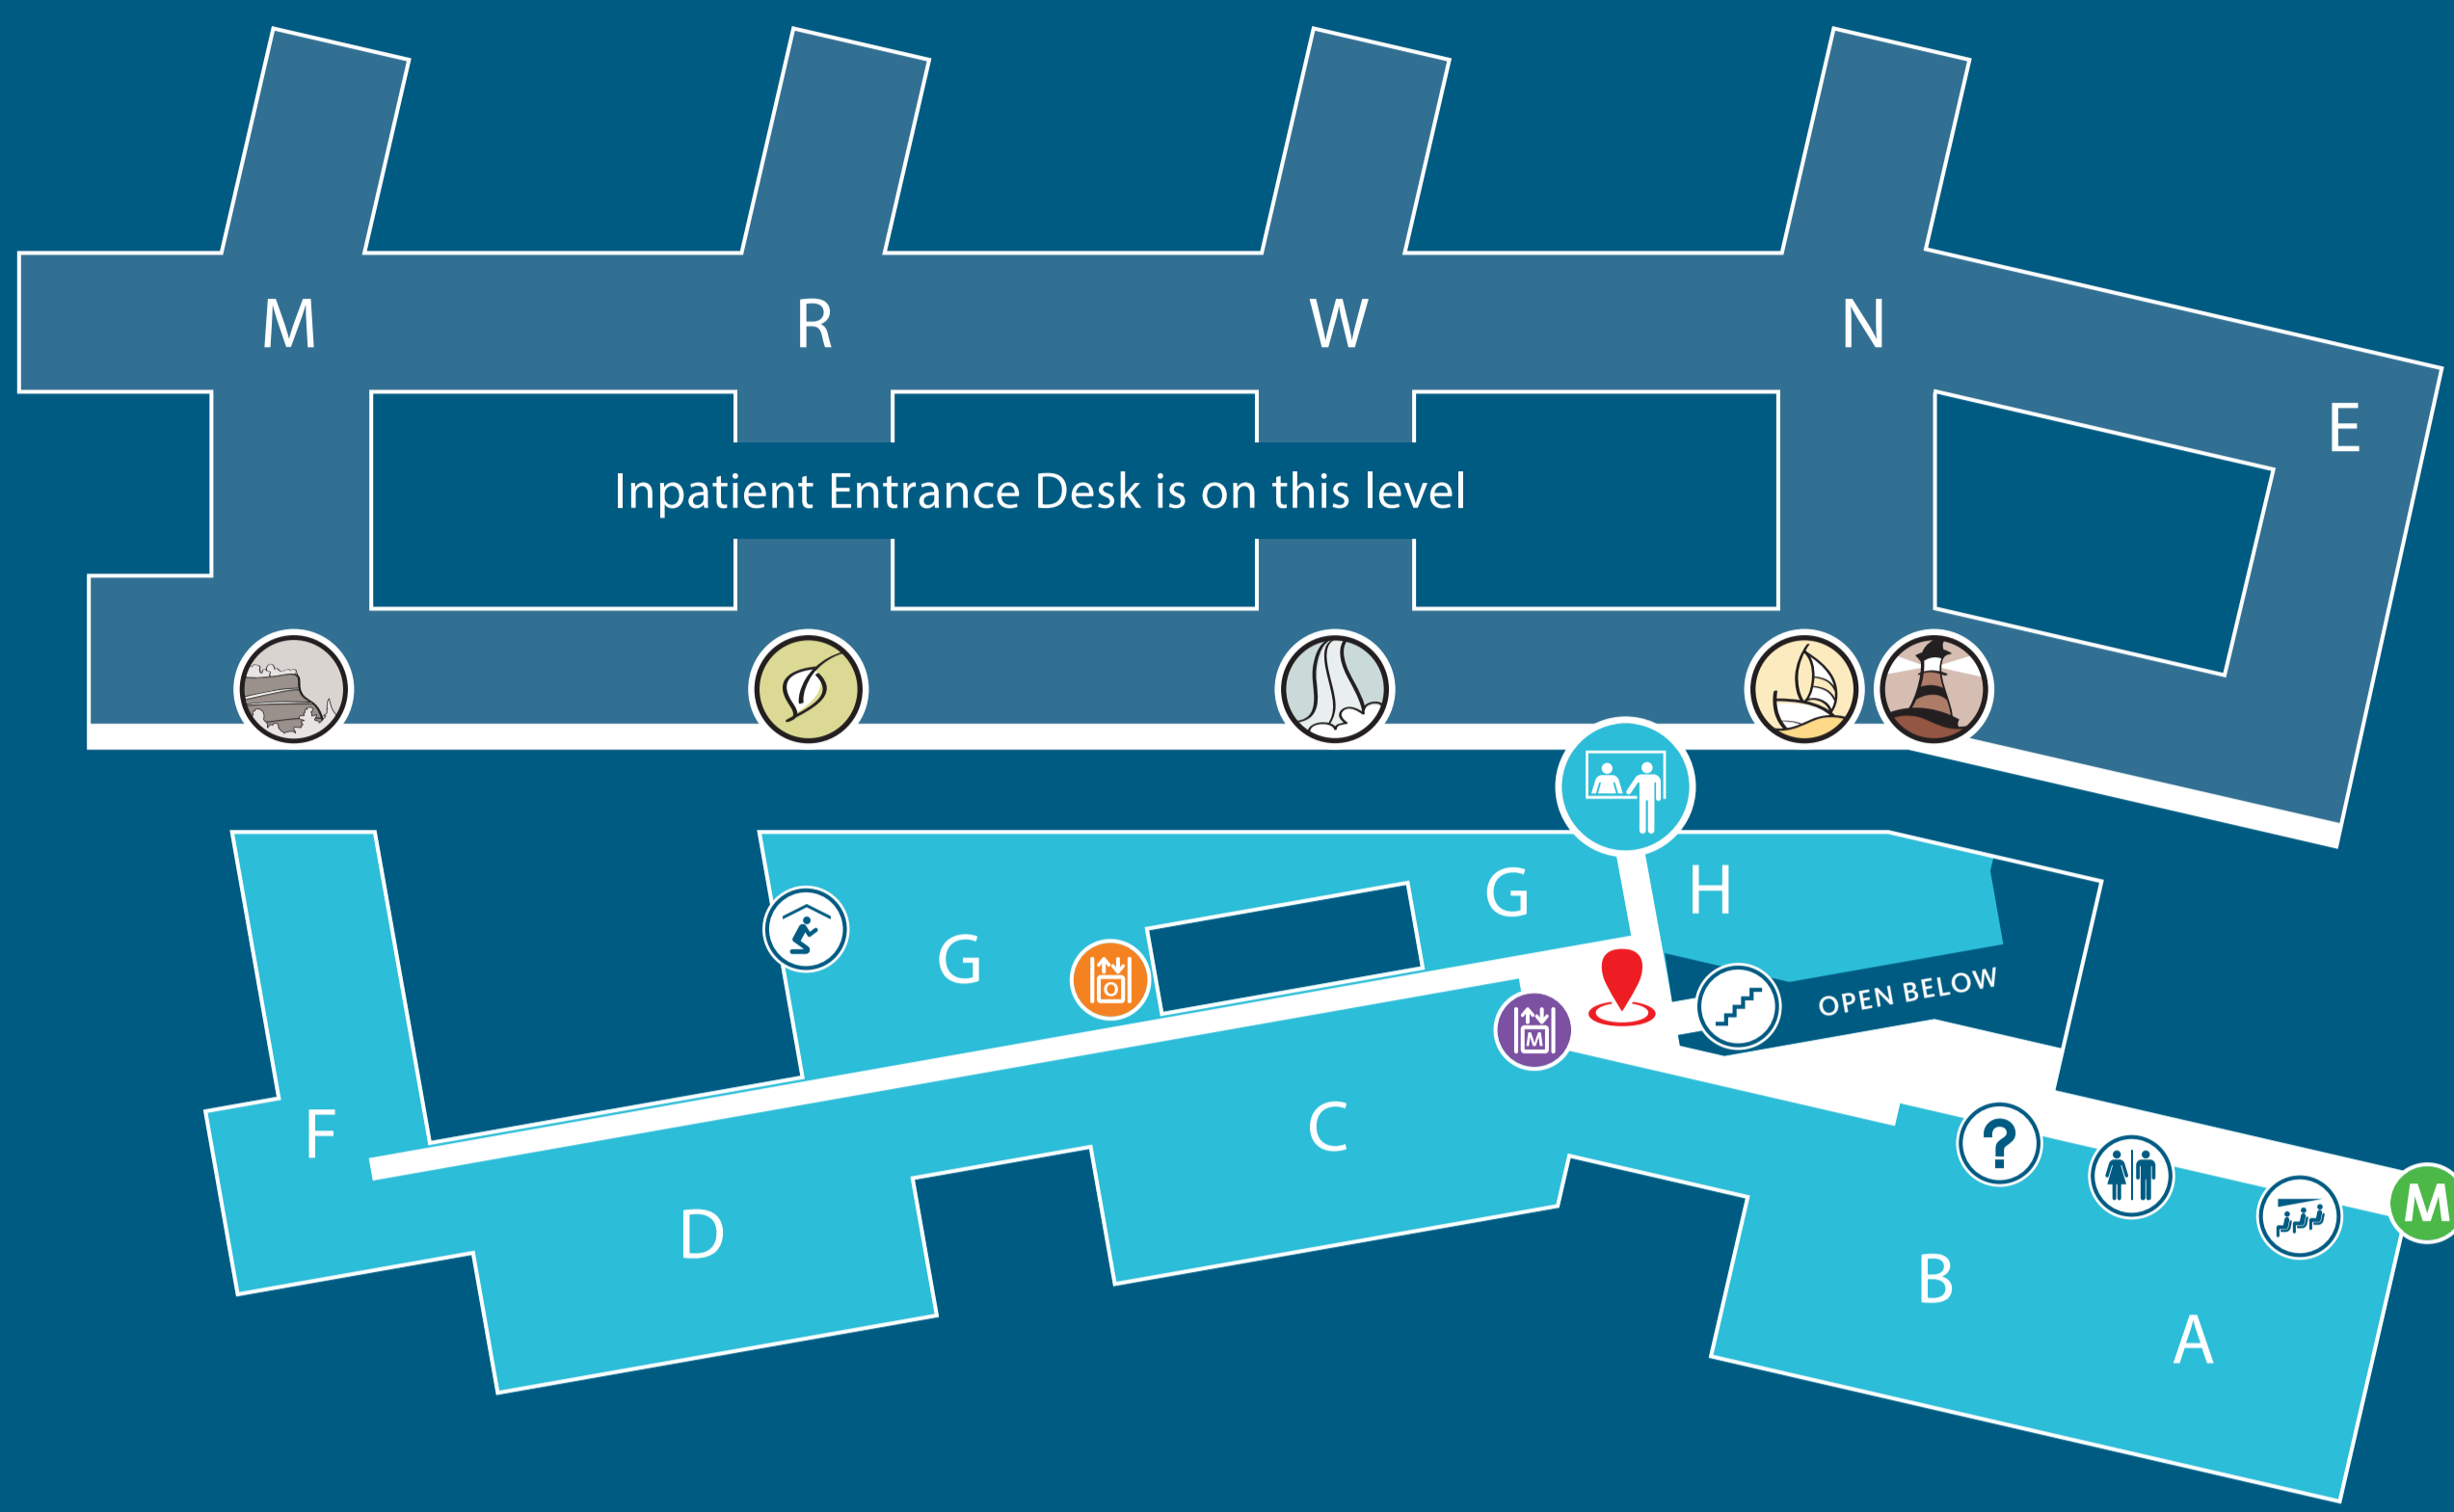 M
R
W
N
E
Inpatient Entrance Desk is on this level
G
H
G
OPEN BELOW
M
?
F
C
D
M
B
A